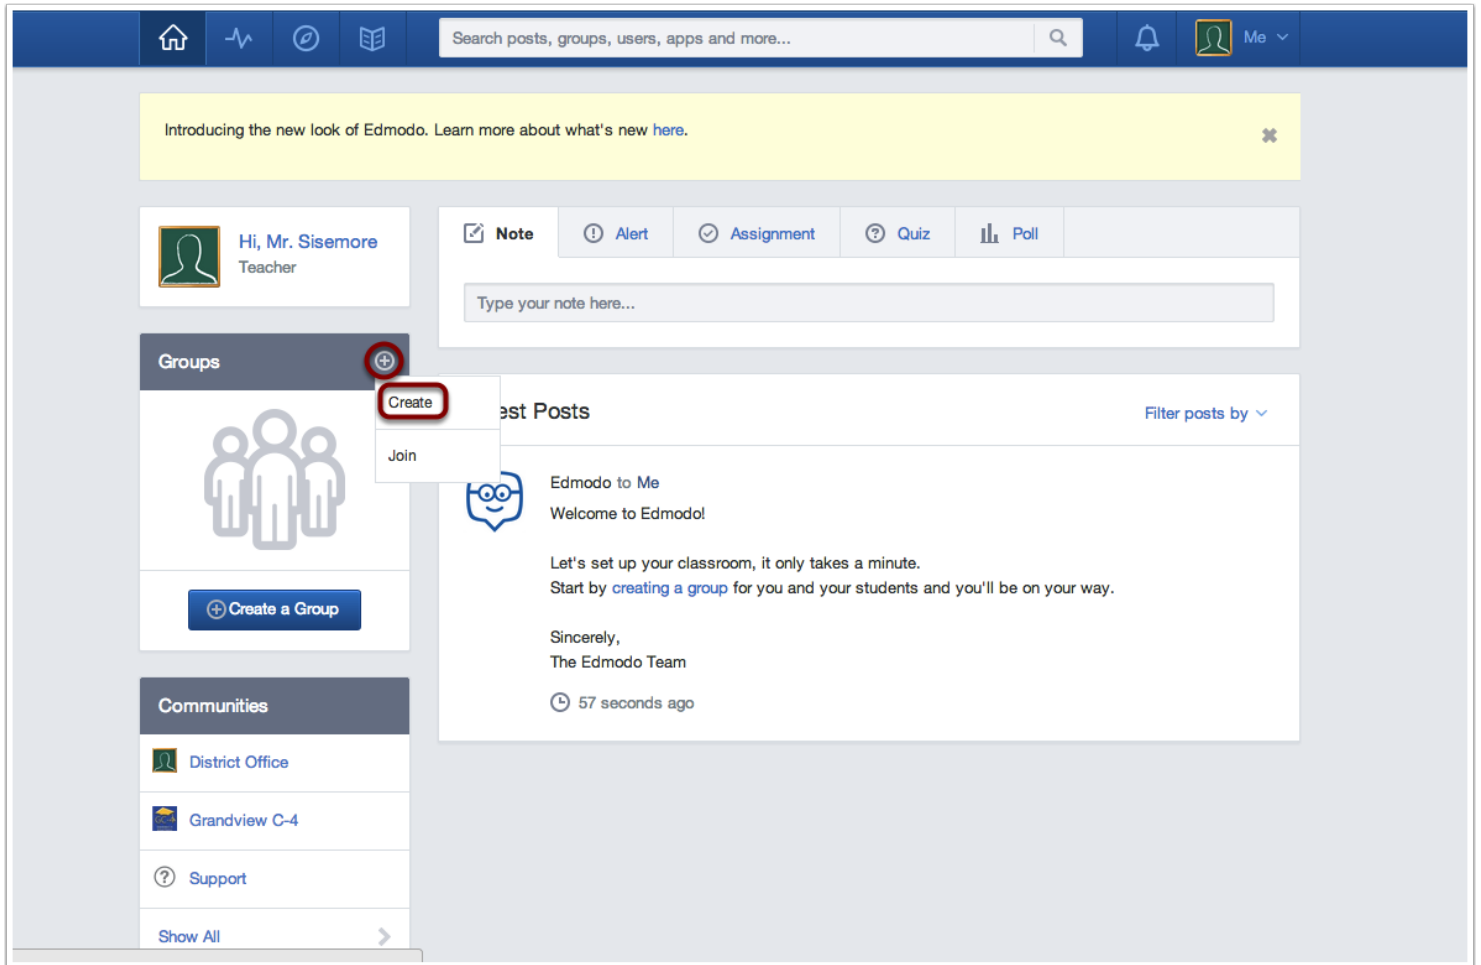 Search posts, groups, users, apps and more...
Me
Introducing the new look of Edmodo. Learn more about what's new here.
Hi, Mr. Sisemore
Teacher
Note
Alert
Assignment
Quiz
Poll
Type your note here...
Groups
Create
Join
est Posts
Filter posts by
Edmodo to Me
Welcome to Edmodo!
Let's set up your classroom, it only takes a minute.
Start by creating a group for you and your students and you'll be on your way.
Sincerely,
The Edmodo Team
57 seconds ago
Create a Group
Communities
District Office
Grandview C-4
Support
Show All